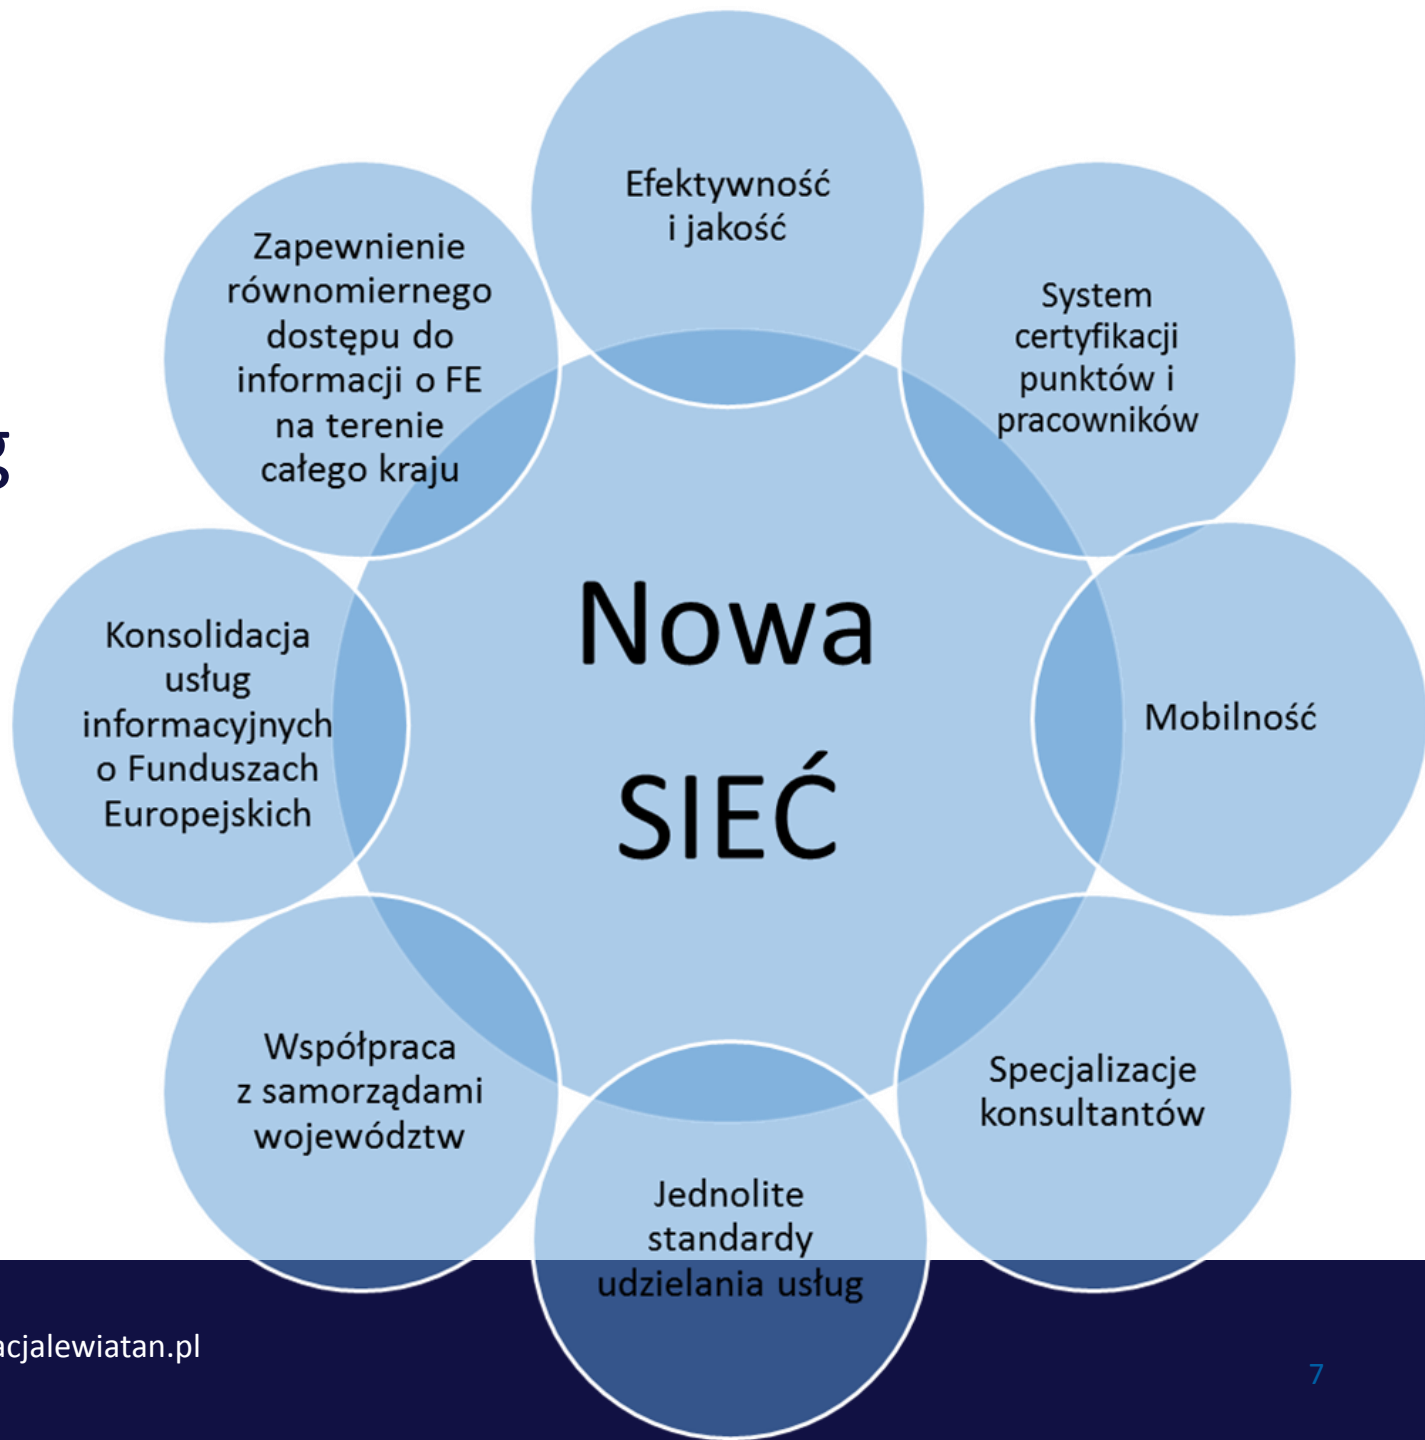 Efektywność
i jakość
System
certyfikacji
punktów i
pracowników
Mobilność
Specjalizacje
konsultantów
Jednolite
standardy
udzielania usług
Współpraca
z samorządami
województw
Konsolidacja
usług
informacyjnych
o Funduszach
Europejskich
Zapewnienie
równomiernego
dostępu do
informacji o FE
na terenie
całego kraju
Nowa
SIEĆ
g
acjalewiatan.pl
7